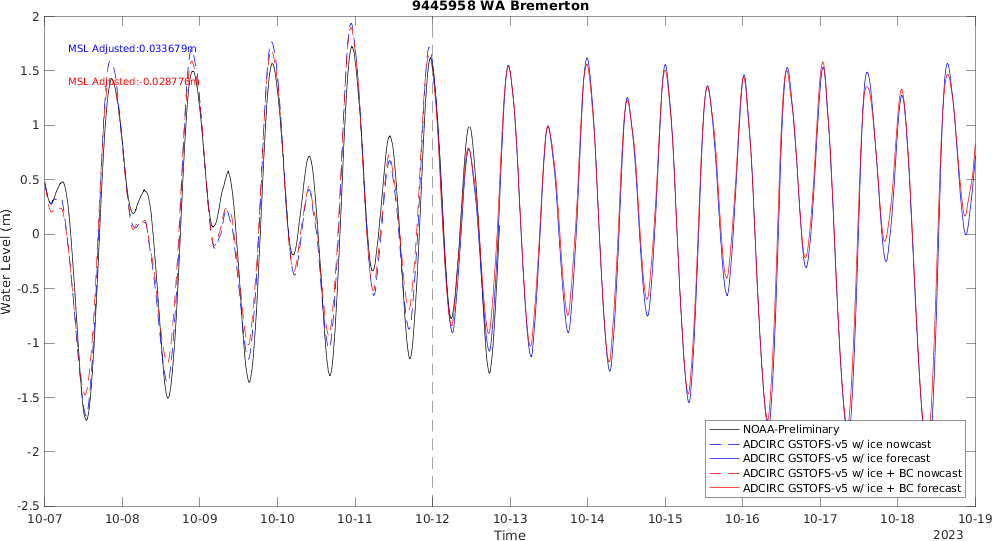 9445958 WA Bremerton
MSL Adjusted:0.033679m
MSL Adjusted:-0.028776m
Water Level (m)
2
1.5
1
0.5
0
-0.5
-1
-1.5
-2
-2.5
NOAA-Preliminary
ADCIRC GSTOFS-v5 w/ ice nowcast
ADCIRC GSTOFS-v5 w/ ice forecast
ADCIRC GSTOFS-v5 w/ ice + BC nowcast
ADCIRC GSTOFS-v5 w/ ice + BC forecast
10-07 10-08 10-09 10-10 10-11 10-12 10-13 10-14 10-15 10-16 10-17 10-18 10-19
Time
2023